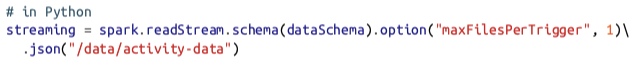 # in Python
streaming = spark.readStream.schema(dataSchema).option("maxFilesPerTrigger", 1)\
.json("/data/activity-data")